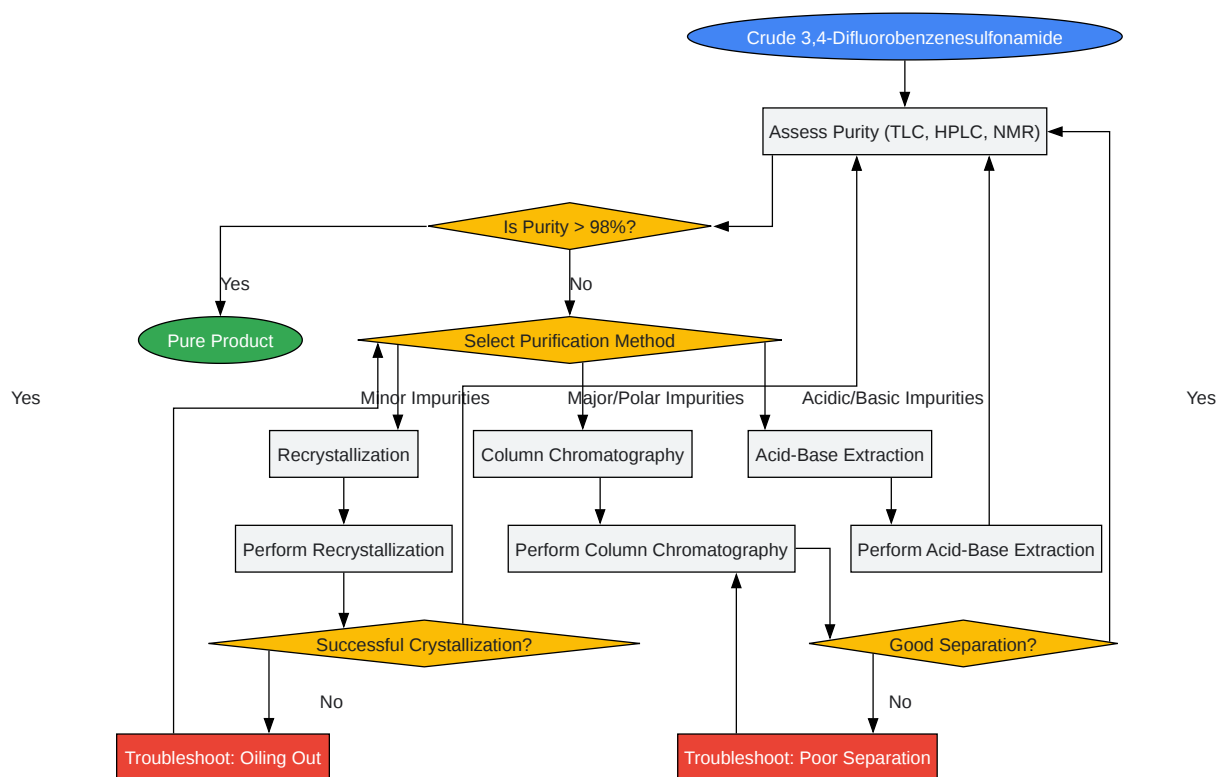 Crude 3,4-Difluorobenzenesulfonamide
Assess Purity (TLC, HPLC, NMR)
Is Purity > 98%?
Yes
No
Pure Product
Select Purification Method
Yes
Minor Impurities
Major/Polar Impurities
Acidic/Basic Impurities
Yes
Recrystallization
Column Chromatography
Acid-Base Extraction
Perform Recrystallization
Perform Column Chromatography
Perform Acid-Base Extraction
Successful Crystallization?
Good Separation?
No
No
Troubleshoot: Oiling Out
Troubleshoot: Poor Separation